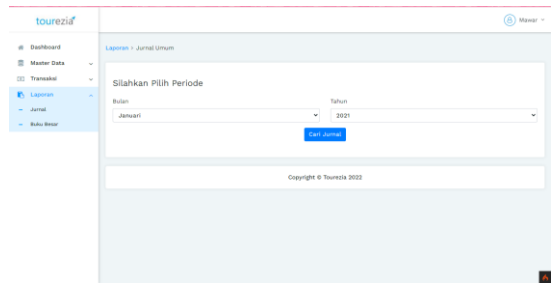 tourezia
Mawar
Dashboard
Master Data
Transaksi
Laporan
Jurnal
Buku Besar
Laporan > Jurnal Umum
Silahkan Pilih Periode
Bulan
Tahun
Januari
2021
Cari Jurnal
Copyright © Tourezia 2022